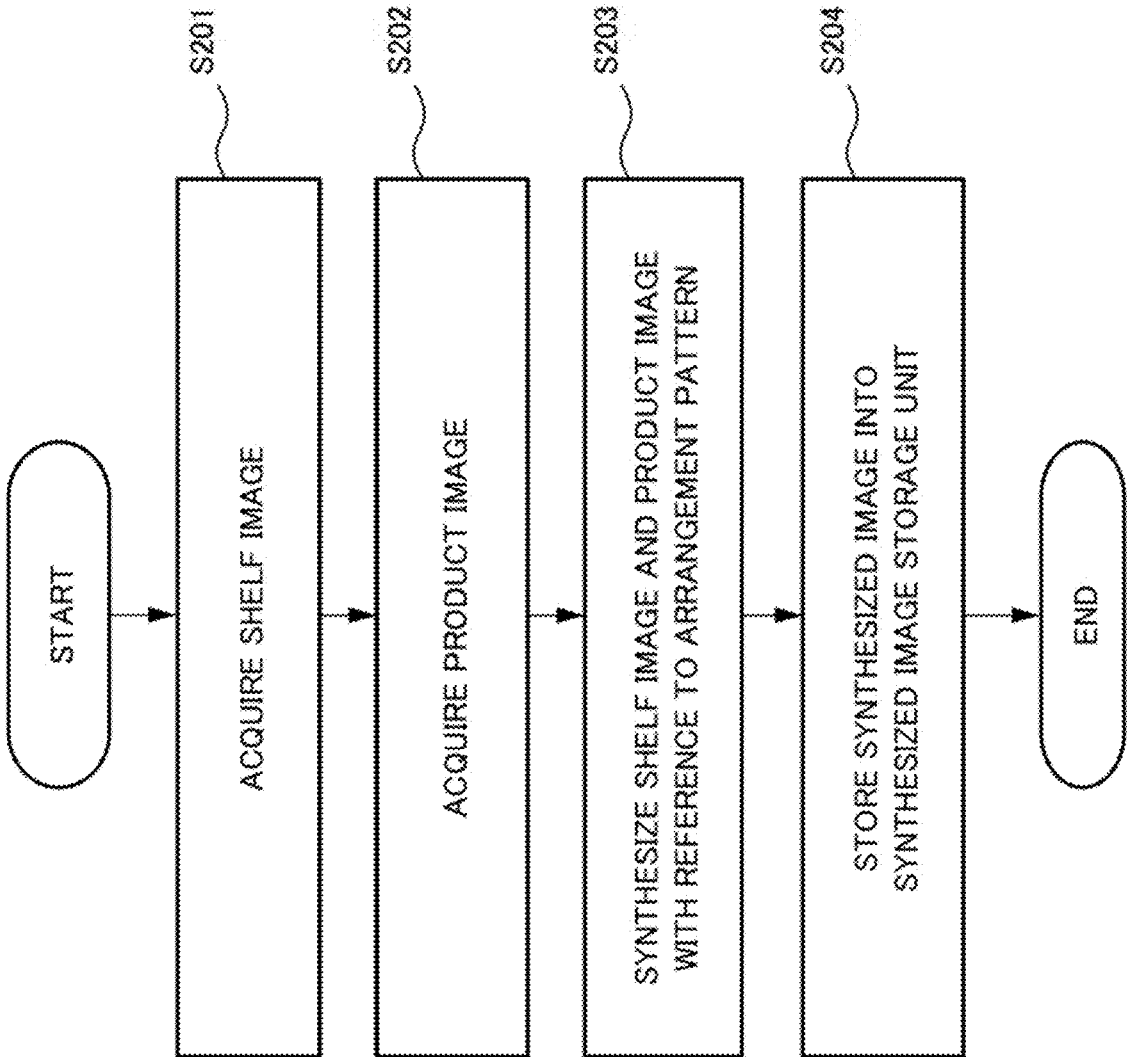 START
ACQUIRE SHELF IMAGE
S201
ACQUIRE PRODUCT IMAGE
S202
SYNTHESIZE SHELF IMAGE AND PRODUCT IMAGE
WITH REFERENCE TO ARRANGEMENT PATTERN
S203
STORE SYNTHESIZED IMAGE INTO
SYNTHESIZED IMAGE STORAGE UNIT
S204
END